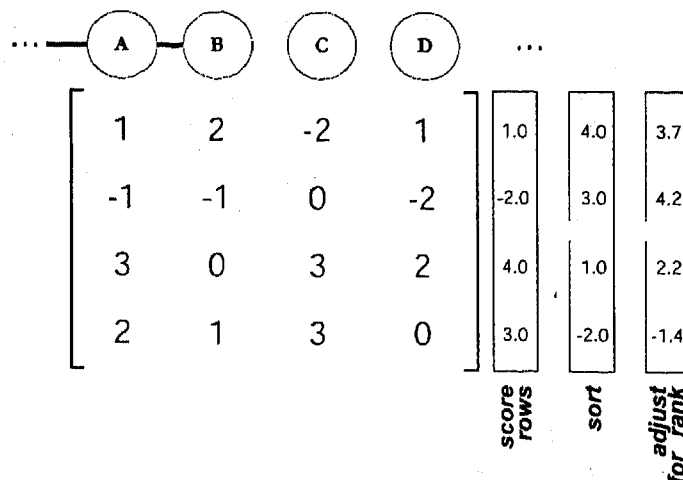 ... A B C D ...
1 2 -2 1 1.0 4.0 3.7
-1 -1 0 -2 -2.0 3.0 4.2
3 0 3 2 4.0 1.0 2.2
2 1 3 0 3.0 -2.0 -1.4
score
rows
sort
adjust
for rank